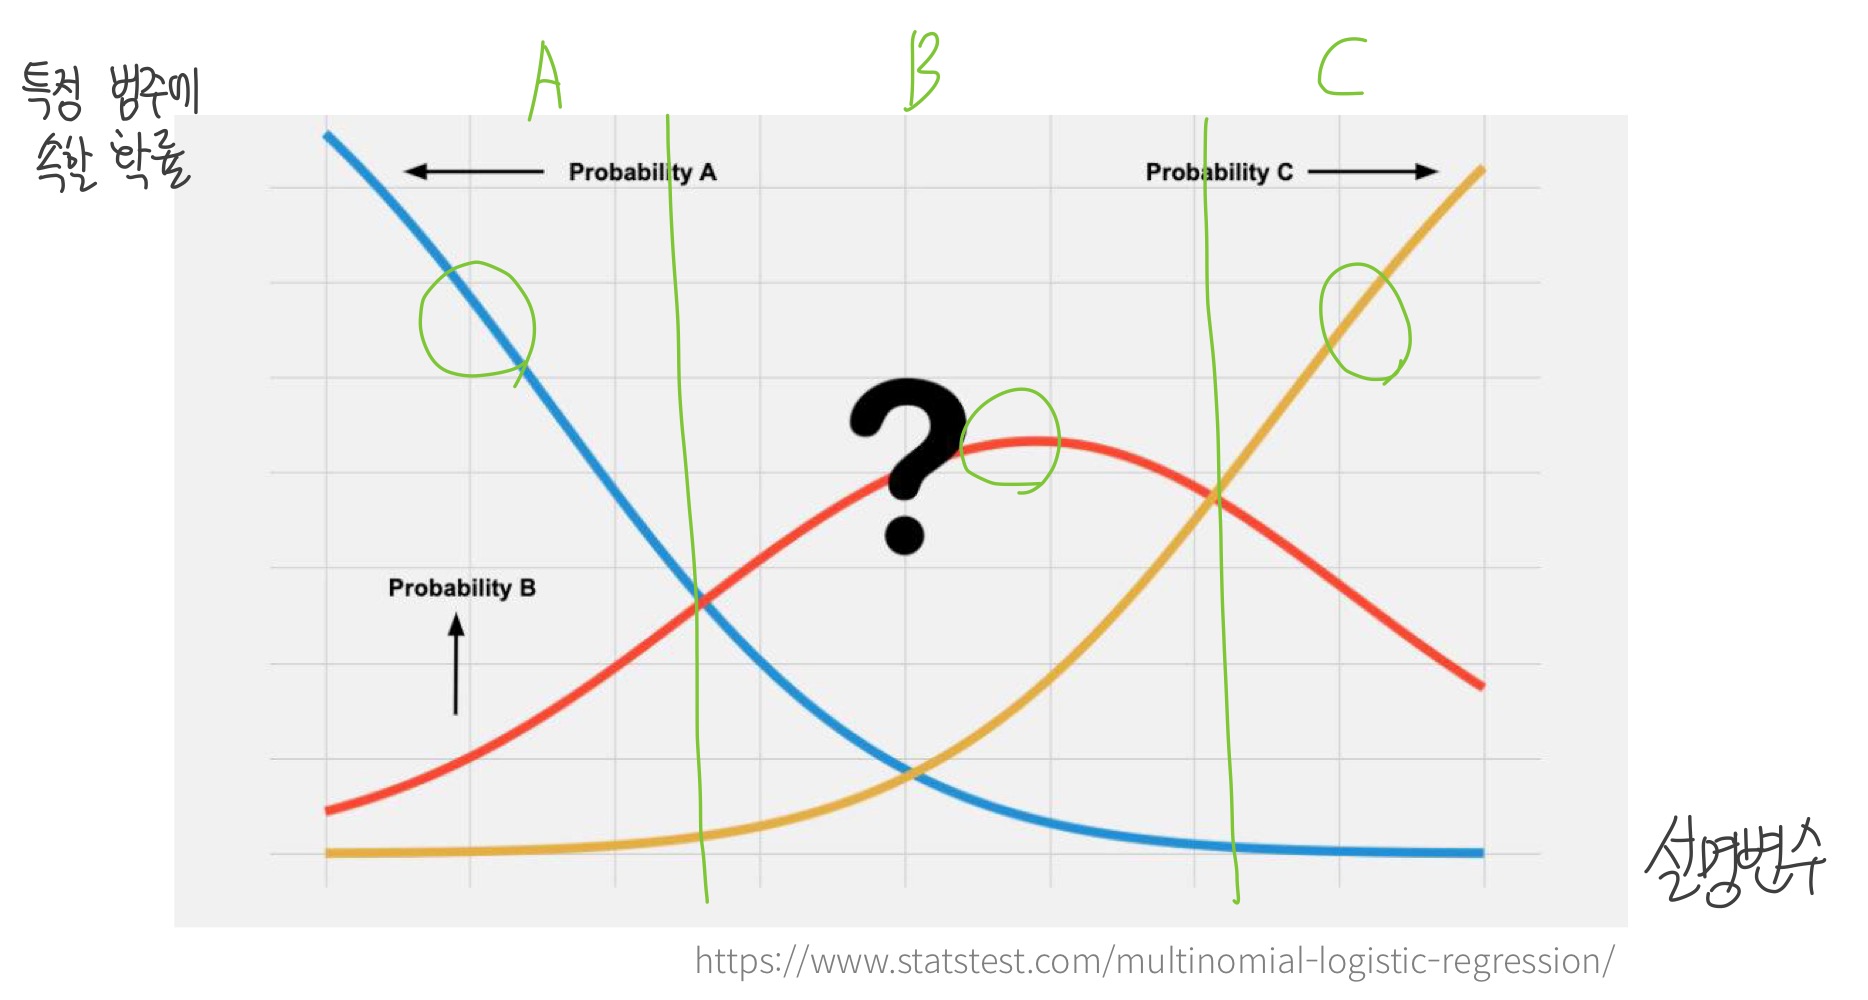 A
B
C
특정 범주에
속할 확률
Probability A
Probability C
?
Probability B
설명변수
https://www.statstest.com/multinomial-logistic-regression/